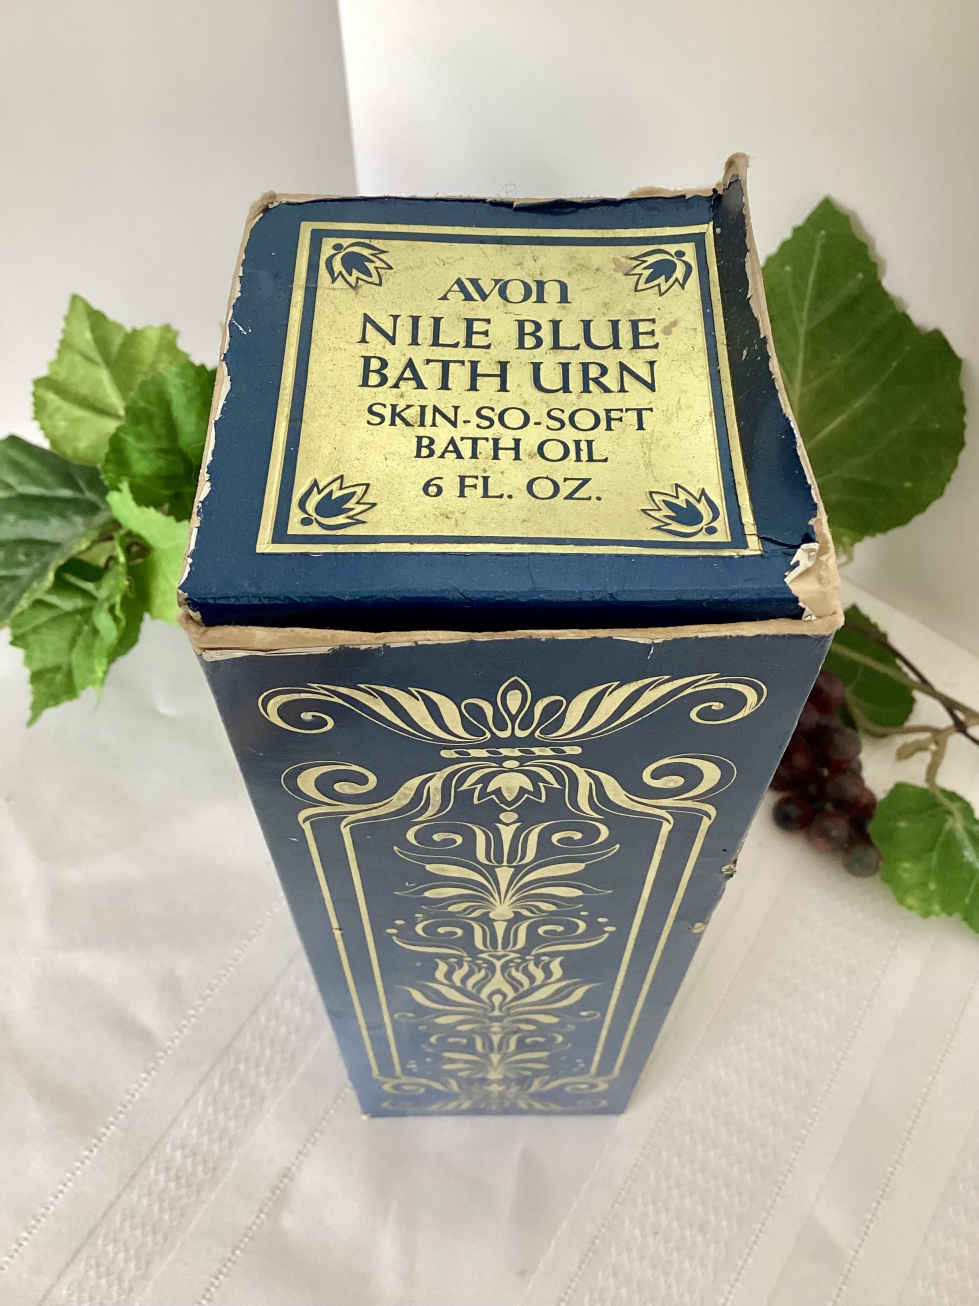 AVON
NILE BLUE
BATH URN
SKIN-SO-SOFT
BATH OIL
6 FL. OZ.